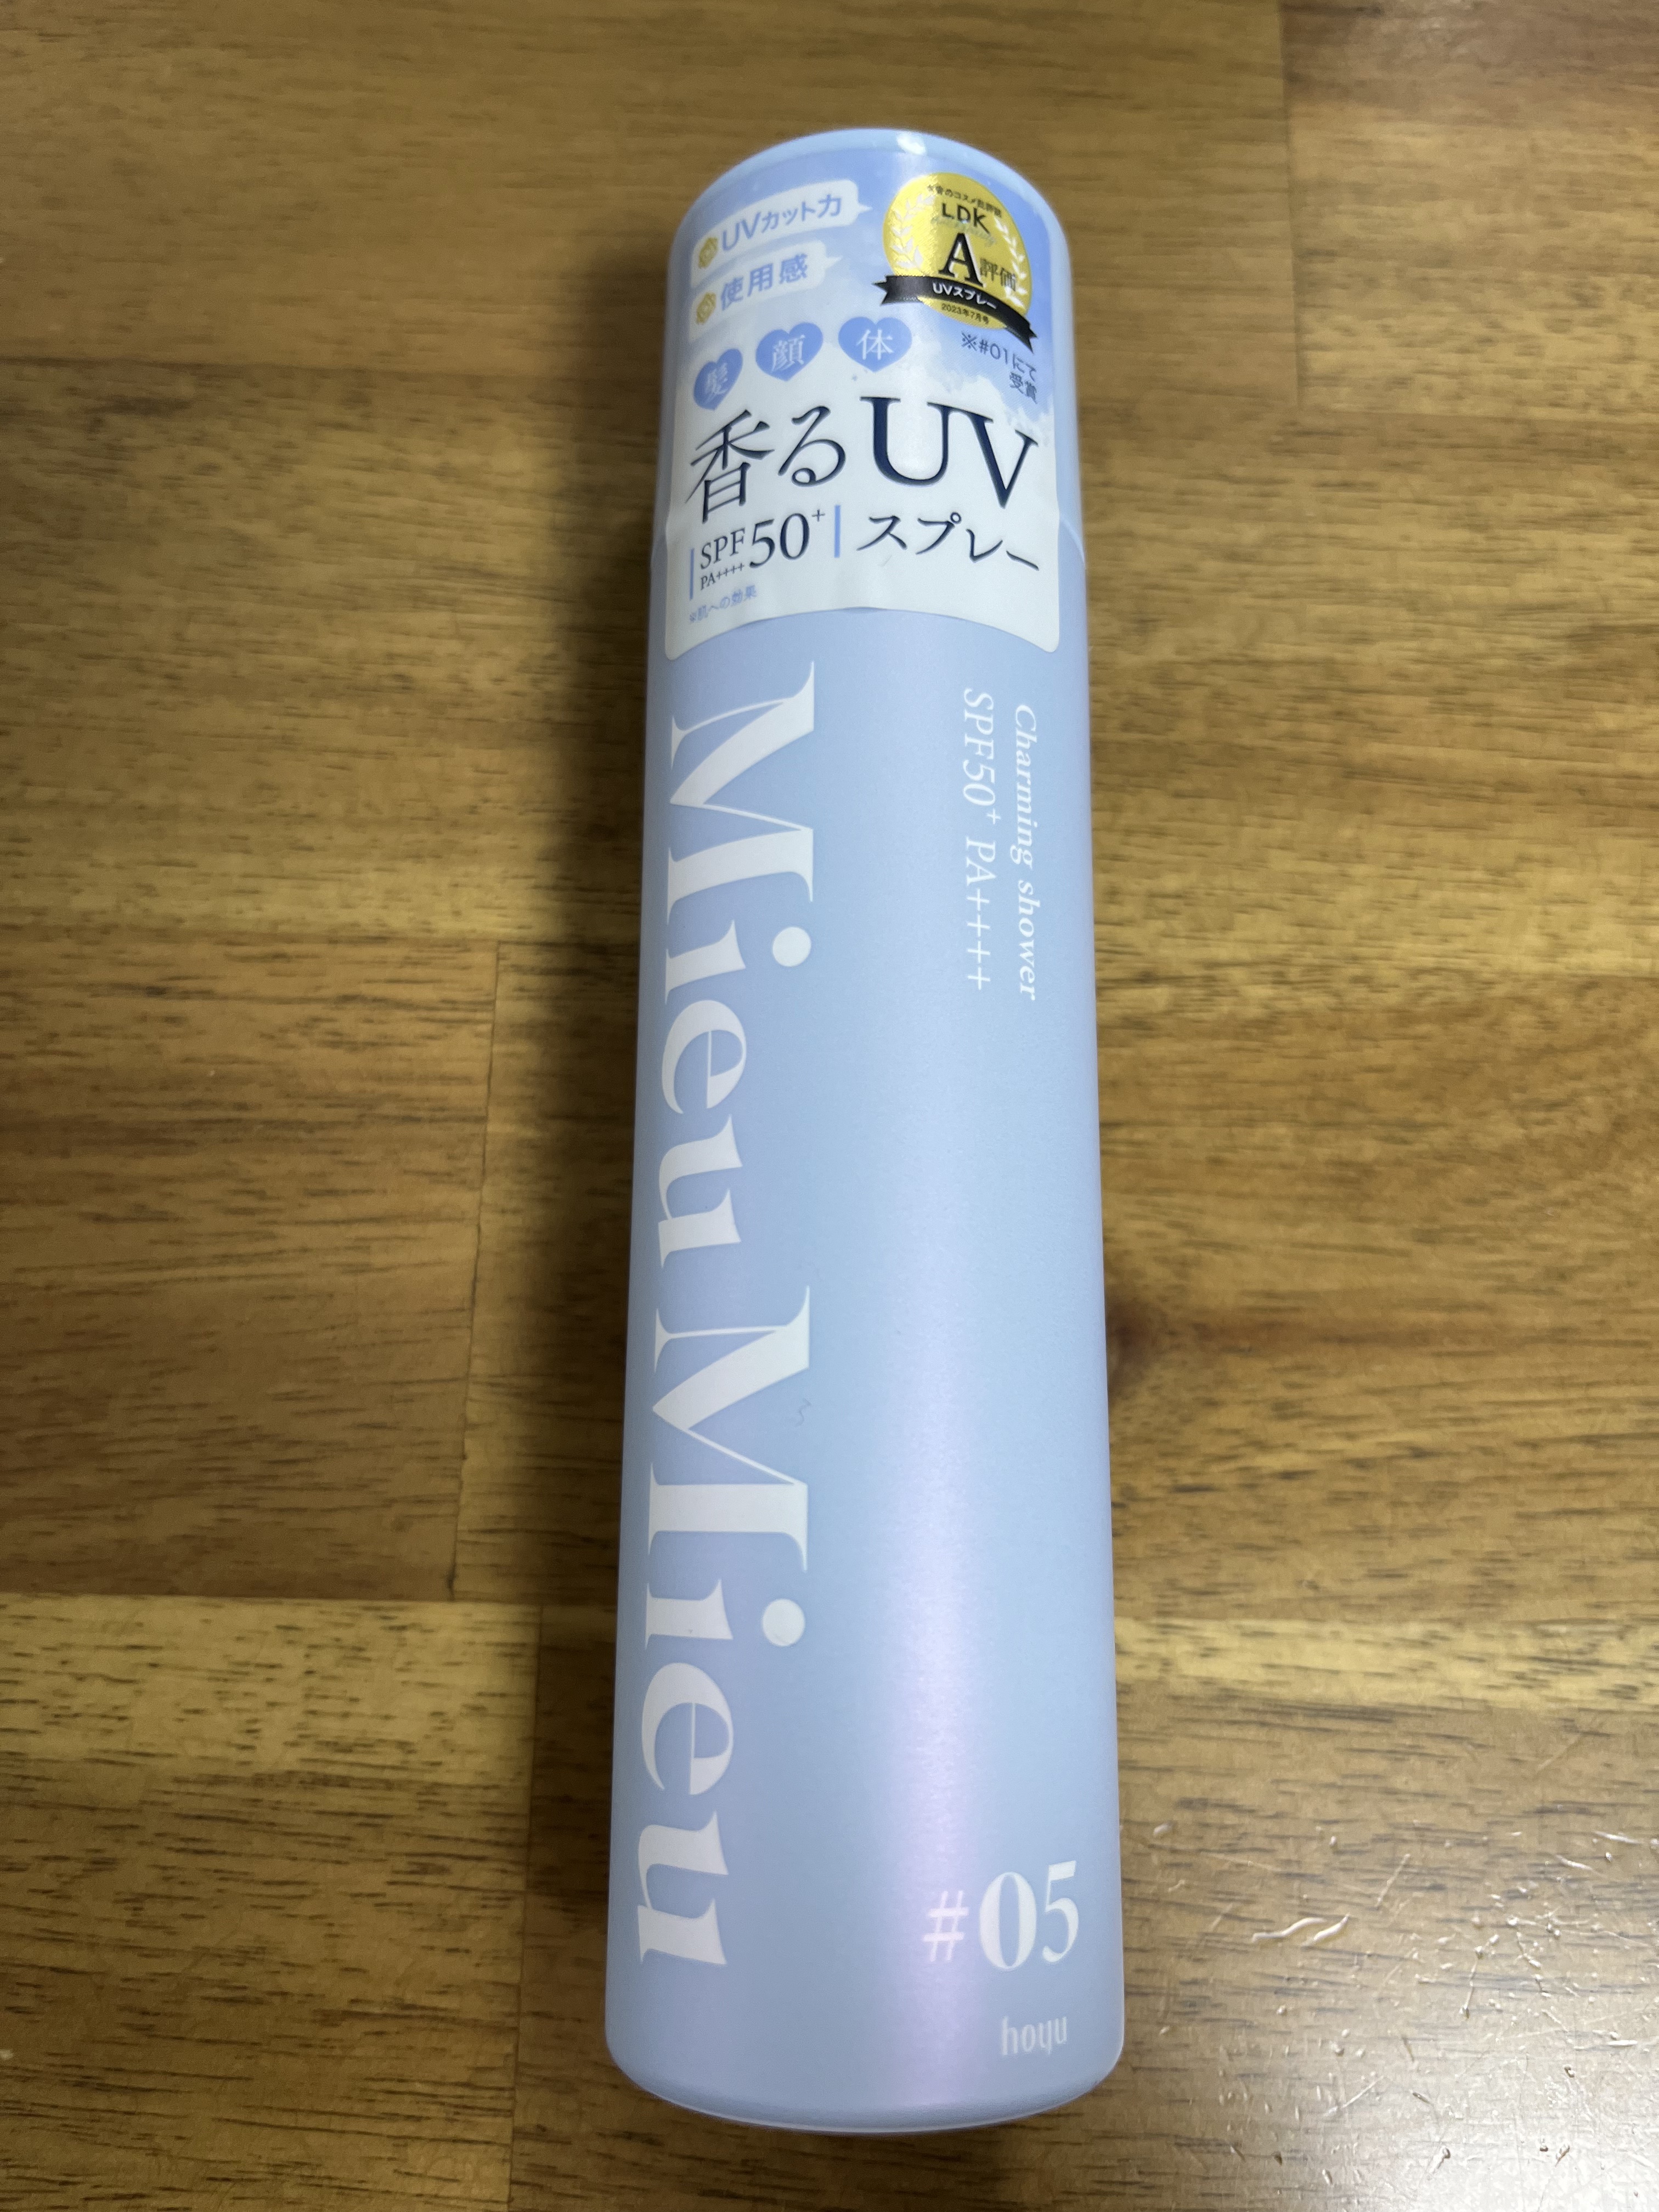 UVカット力
使用感
LDK
A評価
UVスプレー
2023年7月号
※#01にて
受賞
髪 顔 体
香るUV
SPF50+
PA++++
スプレー
※肌への効果
Charming shower
SPF50+ PA++++
MieuMieu
#05
hoyu